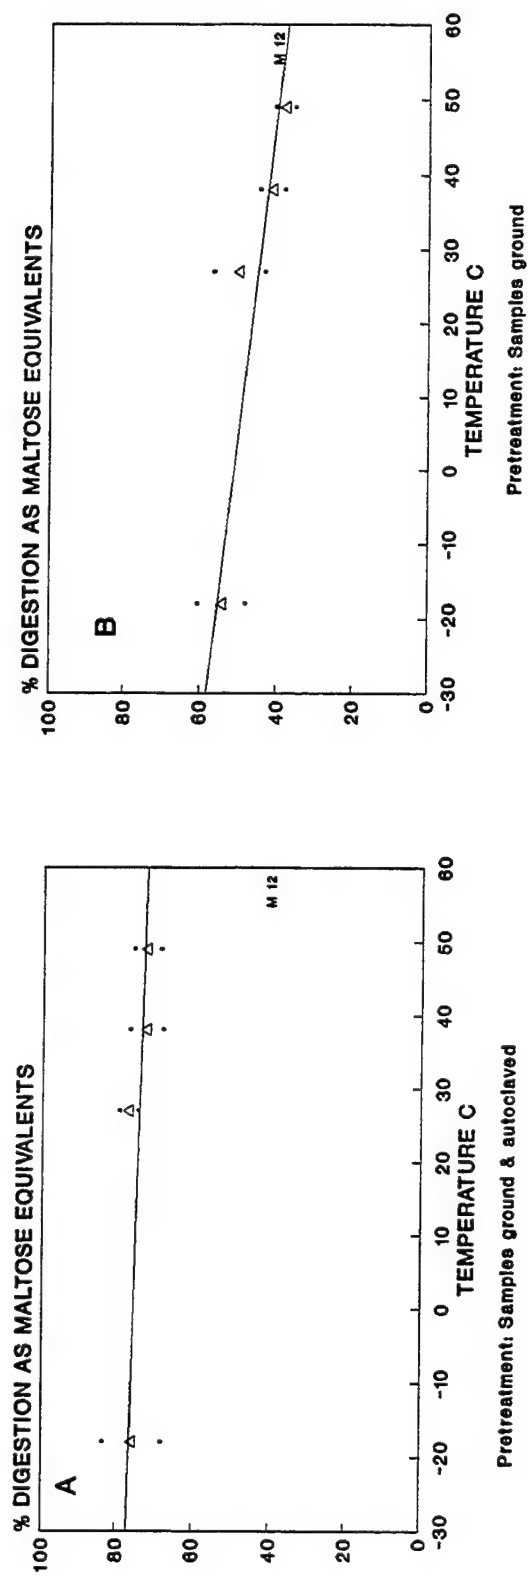 % DIGESTION AS MALTOSE EQUIVALENTS
A
100
80
60
40
20
0
M 12
-30 -20 -10 0 10 20 30 40 50 60
TEMPERATURE C
Pretreatment: Samples ground & autoclaved
% DIGESTION AS MALTOSE EQUIVALENTS
B
100
80
60
40
20
0
M 12
-30 -20 -10 0 10 20 30 40 50 60
TEMPERATURE C
Pretreatment: Samples ground